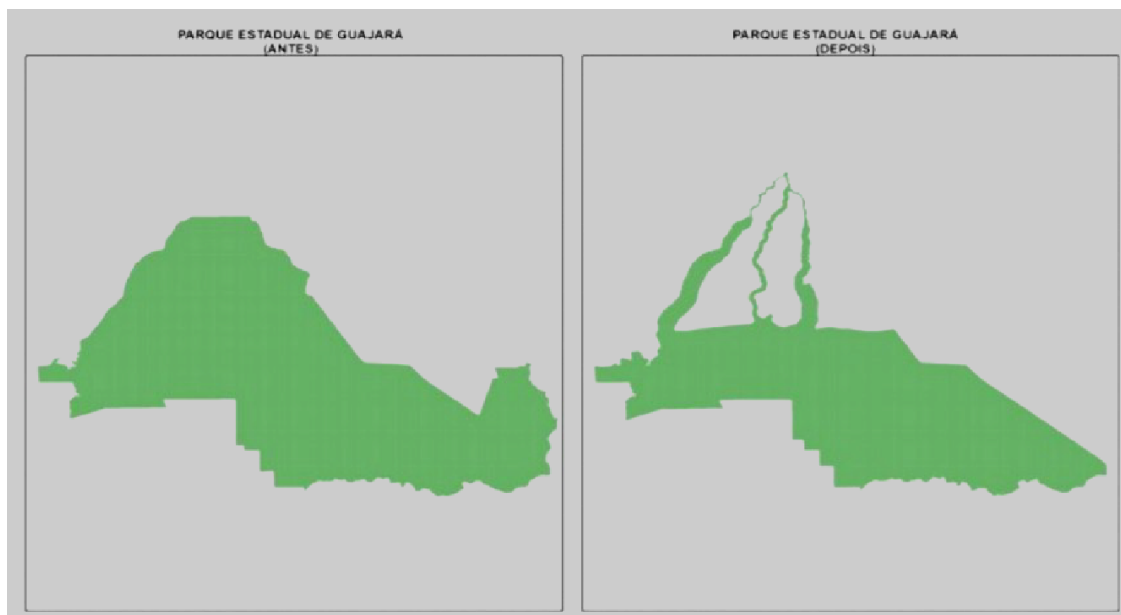 PARQUE ESTADUAL DE GUAJARÁ
(ANTES)
PARQUE ESTADUAL DE GUAJARÁ
(DEPOIS)